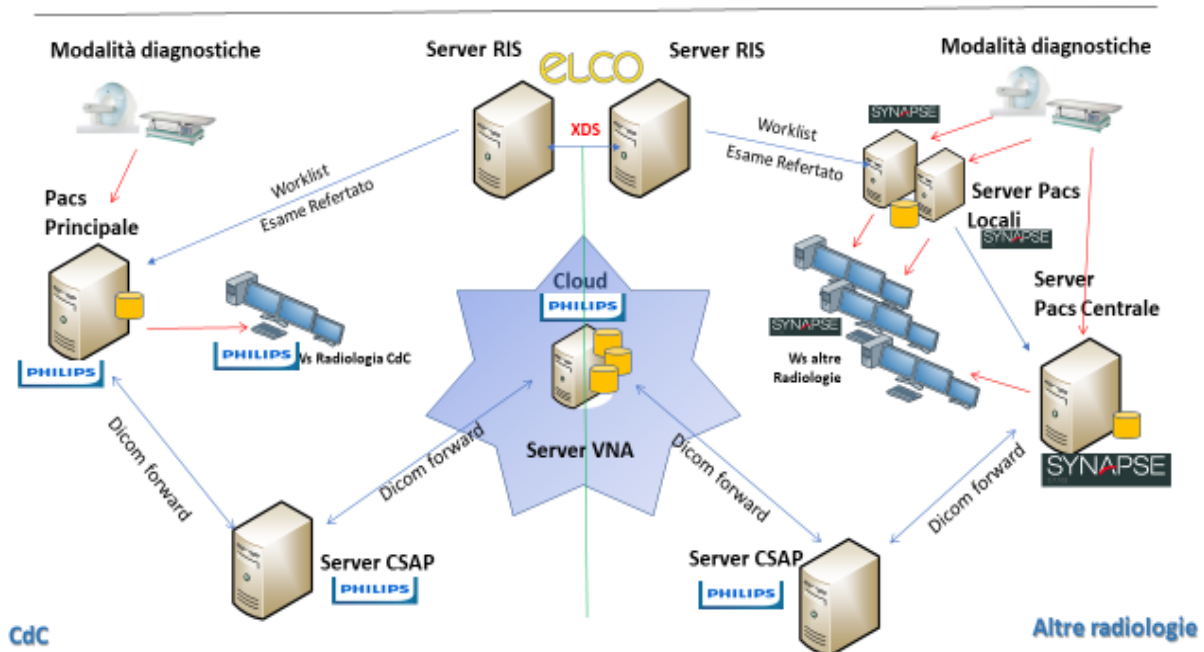 Modalità diagnostiche
Server RIS
ELCO
Server RIS
Modalità diagnostiche
SYNAPSE
XDS
Worklist
Esame Refertato
Worklist
Esame Refertato
Pacs
Principale
Server Pacs
Locali
SYNAPSE
Cloud
PHILIPS
Server
Pacs Centrale
SYNAPSE
PHILIPS
Ws Radiologia CdC
PHILIPS
Ws altre
Radiologie
Server VNA
Dicom forward
Dicom forward
Dicom forward
Dicom forward
SYNAPSE
Server CSAP
PHILIPS
Server CSAP
PHILIPS
CdC
Altre radiologie